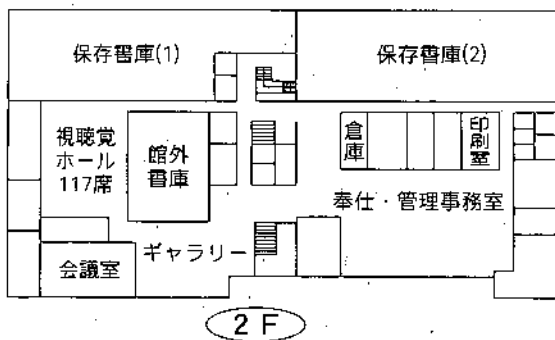 保存書庫(1)
保存書庫(2)
視聴覚
ホール
117席
館外
書庫
倉庫
印刷室
奉仕・管理事務室
ギャラリー
会議室
2F